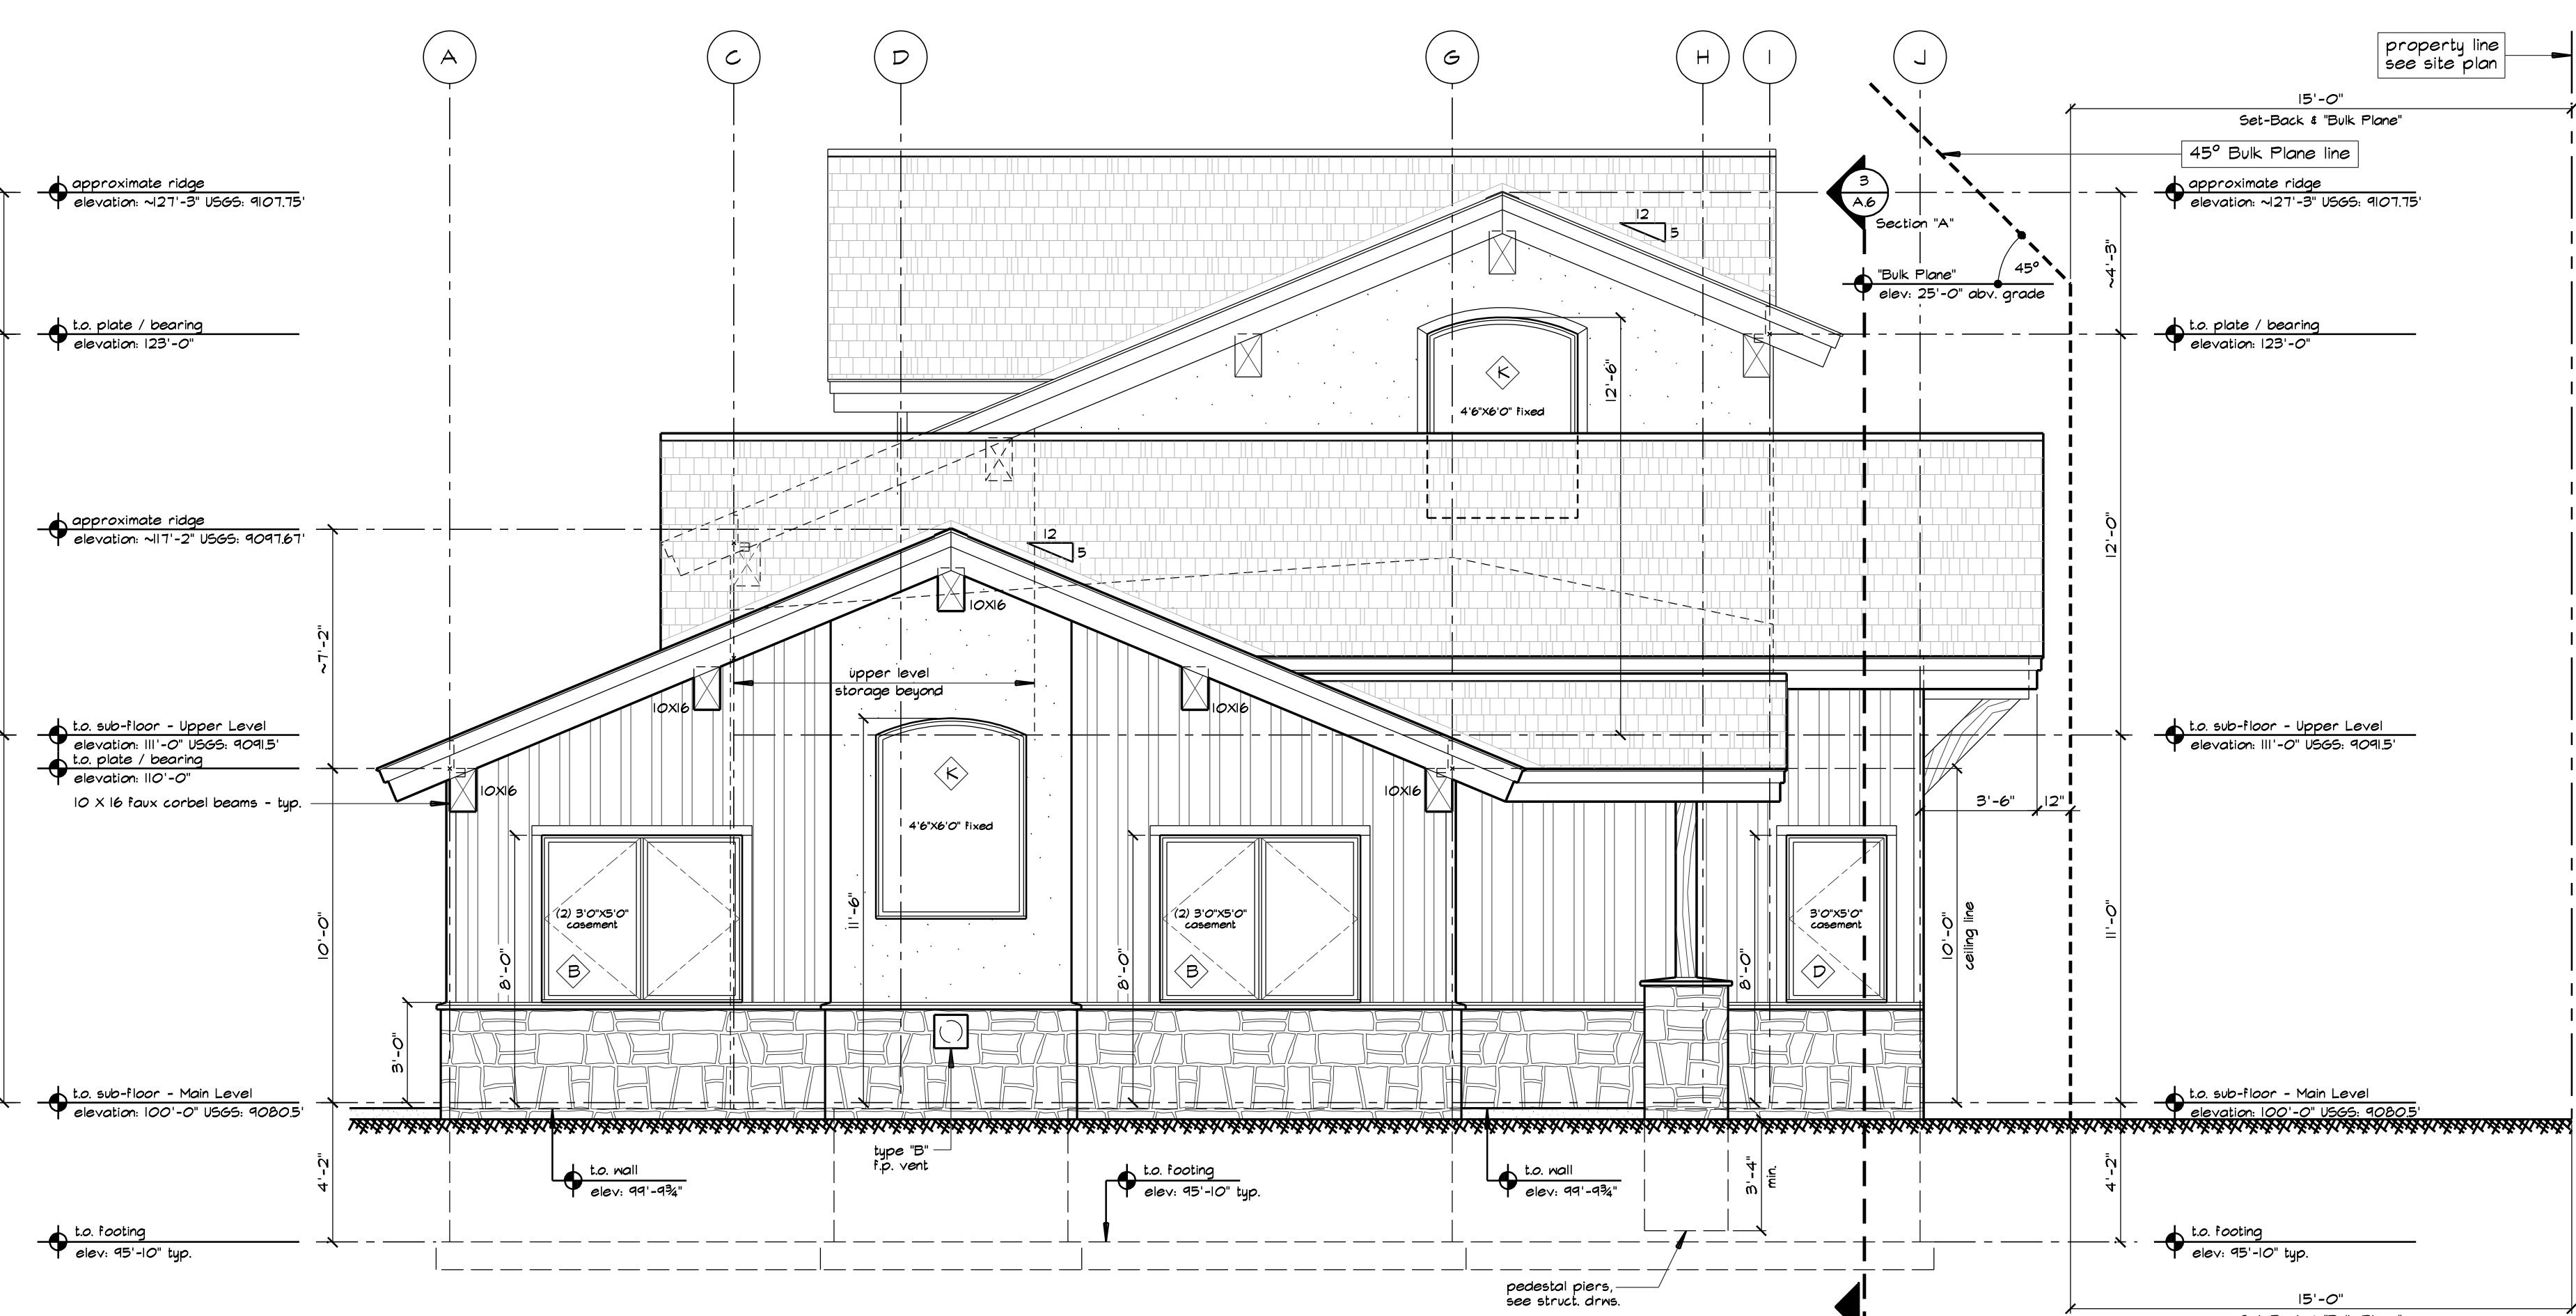 A
C
D
G
H
I
J
property line
see site plan
15'-0"
Set-Back & "Bulk Plane"
45° Bulk Plane line
approximate ridge
elevation: ~127'-3" USGS: 9107.75'
3
A.6
Section "A"
approximate ridge
elevation: ~127'-3" USGS: 9107.75'
12
5
45°
~4'-3"
"Bulk Plane"
elev: 25'-0" abv. grade
t.o. plate / bearing
elevation: 123'-0"
t.o. plate / bearing
elevation: 123'-0"
K
4'6"X6'0" fixed
12'-6"
approximate ridge
elevation: ~117'-2" USGS: 9097.67'
12
5
12'-0"
10X16
~7'-2"
upper level
storage beyond
10X16
10X16
t.o. sub-floor - Upper Level
elevation: 111'-0" USGS: 9091.5'
t.o. plate / bearing
elevation: 110'-0"
t.o. sub-floor - Upper Level
elevation: 111'-0" USGS: 9091.5'
10 X 16 faux corbel beams - typ.
10X16
K
4'6"X6'0" fixed
10X16
3'-6"
12"
10'-0"
8'-0"
(2) 3'0"X5'0"
casement
B
11'-6"
8'-0"
(2) 3'0"X5'0"
casement
B
8'-0"
3'0"X5'0"
casement
D
10'-0"
ceiling line
11'-0"
3'-0"
t.o. sub-floor - Main Level
elevation: 100'-0" USGS: 9080.5'
t.o. sub-floor - Main Level
elevation: 100'-0" USGS: 9080.5'
4'-2"
t.o. wall
elev: 99'-9¾"
type "B"
f.p. vent
t.o. footing
elev: 95'-10" typ.
t.o. wall
elev: 99'-9¾"
3'-4"
min.
4'-2"
t.o. footing
elev: 95'-10" typ.
t.o. footing
elev: 95'-10" typ.
pedestal piers,
see struct. drws.
15'-0"